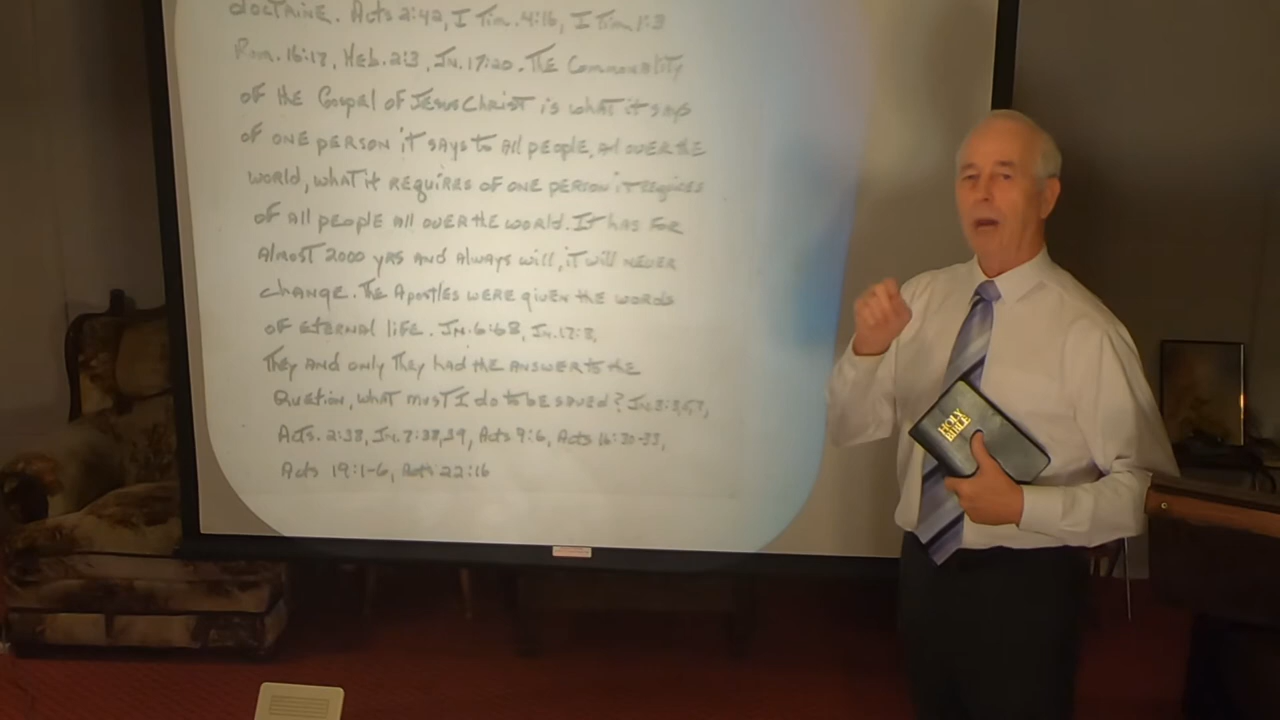 doctrine. Acts 2:42, I Tim. 4:16, I Tim 1:3
Rom. 16:17, Heb. 2:3, Jn. 17:20. The Commonality
of the Gospel of Jesus Christ is what it says
of one person it says to all people, all over the
world, what it requires of one person it requires
of all people all over the world. It has for
almost 2000 yrs and always will, it will never
change. The Apostles were given the words
of eternal life. Jn. 6:68, Jn. 17:8,
They and only They had the answer to the
Question, what must I do to be saved? Jn. 3:3,5,7,
Acts. 2:38, Jn. 7:38,39, Acts 9:6, Acts 16:30-33,
Acts 19:1-6, Acts 22:16
HOLY
BIBLE